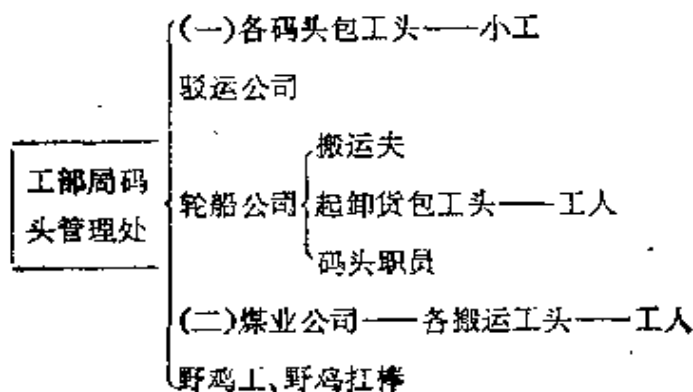 (一)各码头包工头——小工
驳运公司
搬运夫
工部局码
头管理处
轮船公司
起卸货包工头——工人
码头职员
(二)煤业公司——各搬运工头——工人
野鸡工、野鸡扛棒